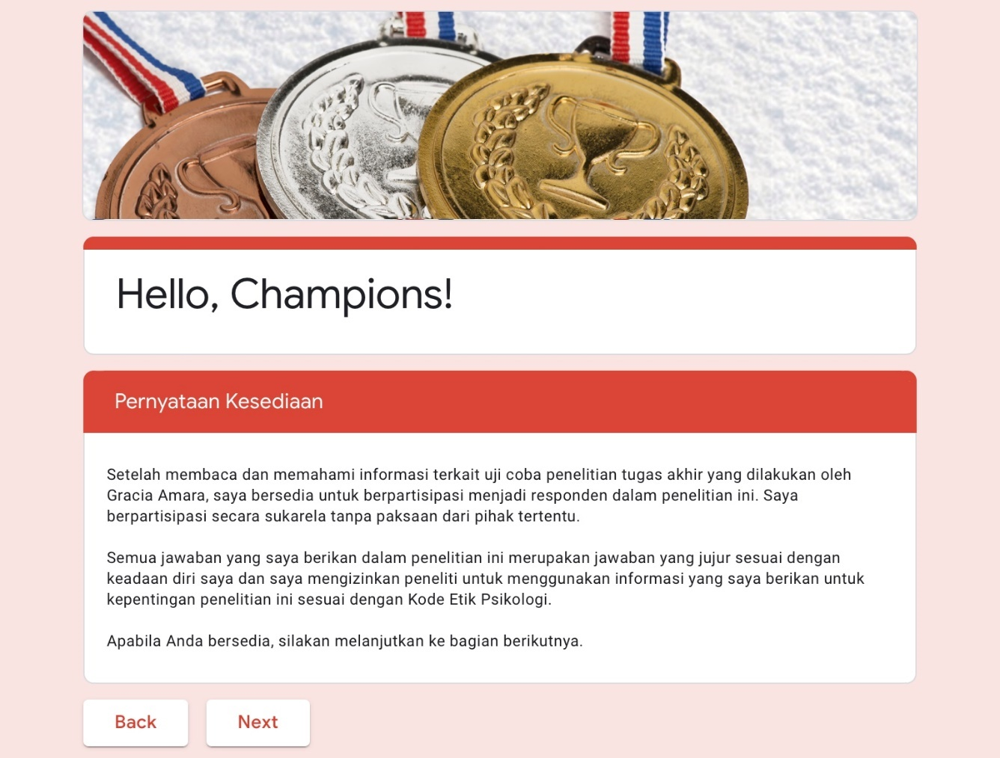 Hello, Champions!
Pernyataan Kesediaan
Setelah membaca dan memahami informasi terkait uji coba penelitian tugas akhir yang dilakukan oleh
Gracia Amara, saya bersedia untuk berpartisipasi menjadi responden dalam penelitian ini. Saya
berpartisipasi secara sukarela tanpa paksaan dari pihak tertentu.
Semua jawaban yang saya berikan dalam penelitian ini merupakan jawaban yang jujur sesuai dengan
keadaan diri saya dan saya mengizinkan peneliti untuk menggunakan informasi yang saya berikan untuk
kepentingan penelitian ini sesuai dengan Kode Etik Psikologi.
Apabila Anda bersedia, silakan melanjutkan ke bagian berikutnya.
Back
Next